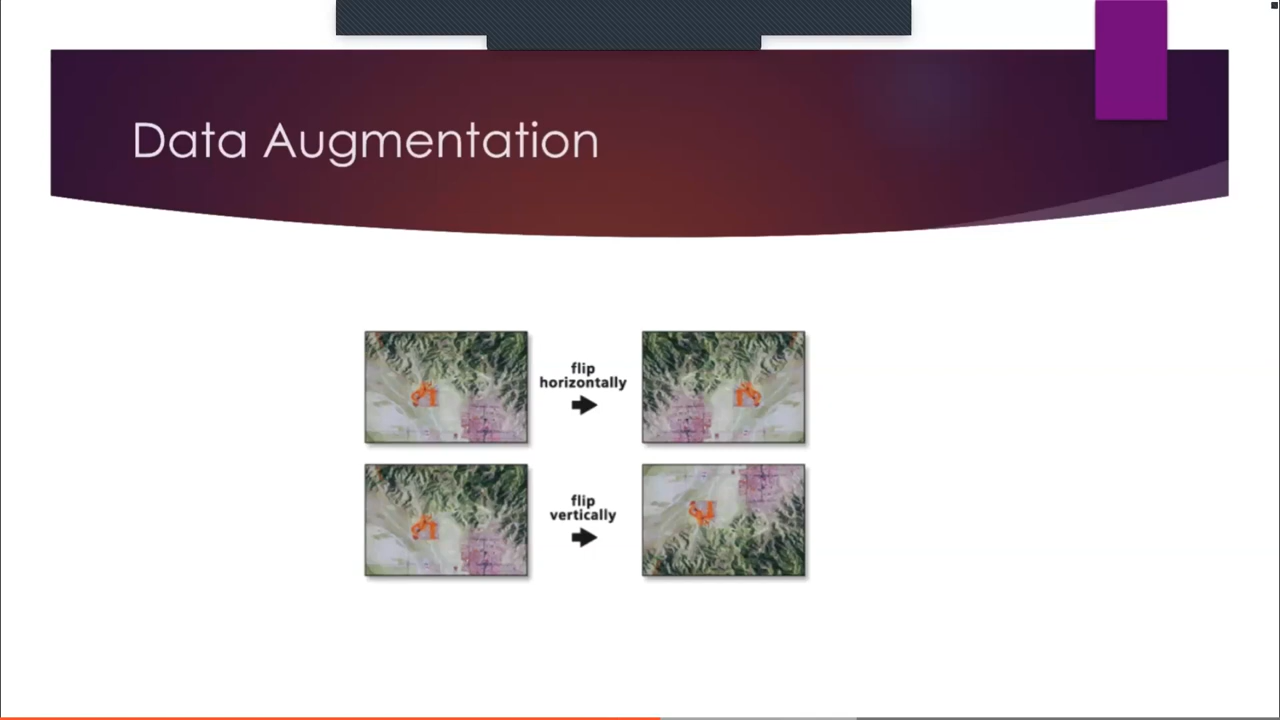 Data Augmentation
flip
horizontally
flip
vertically